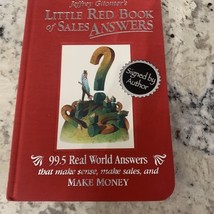 Jeffrey Gitomer's
LITTLE RED BOOK
OF SALES ANSWERS
Signed by
Author
99.5 Real World Answers
that make sense, make sales, and
MAKE MONEY